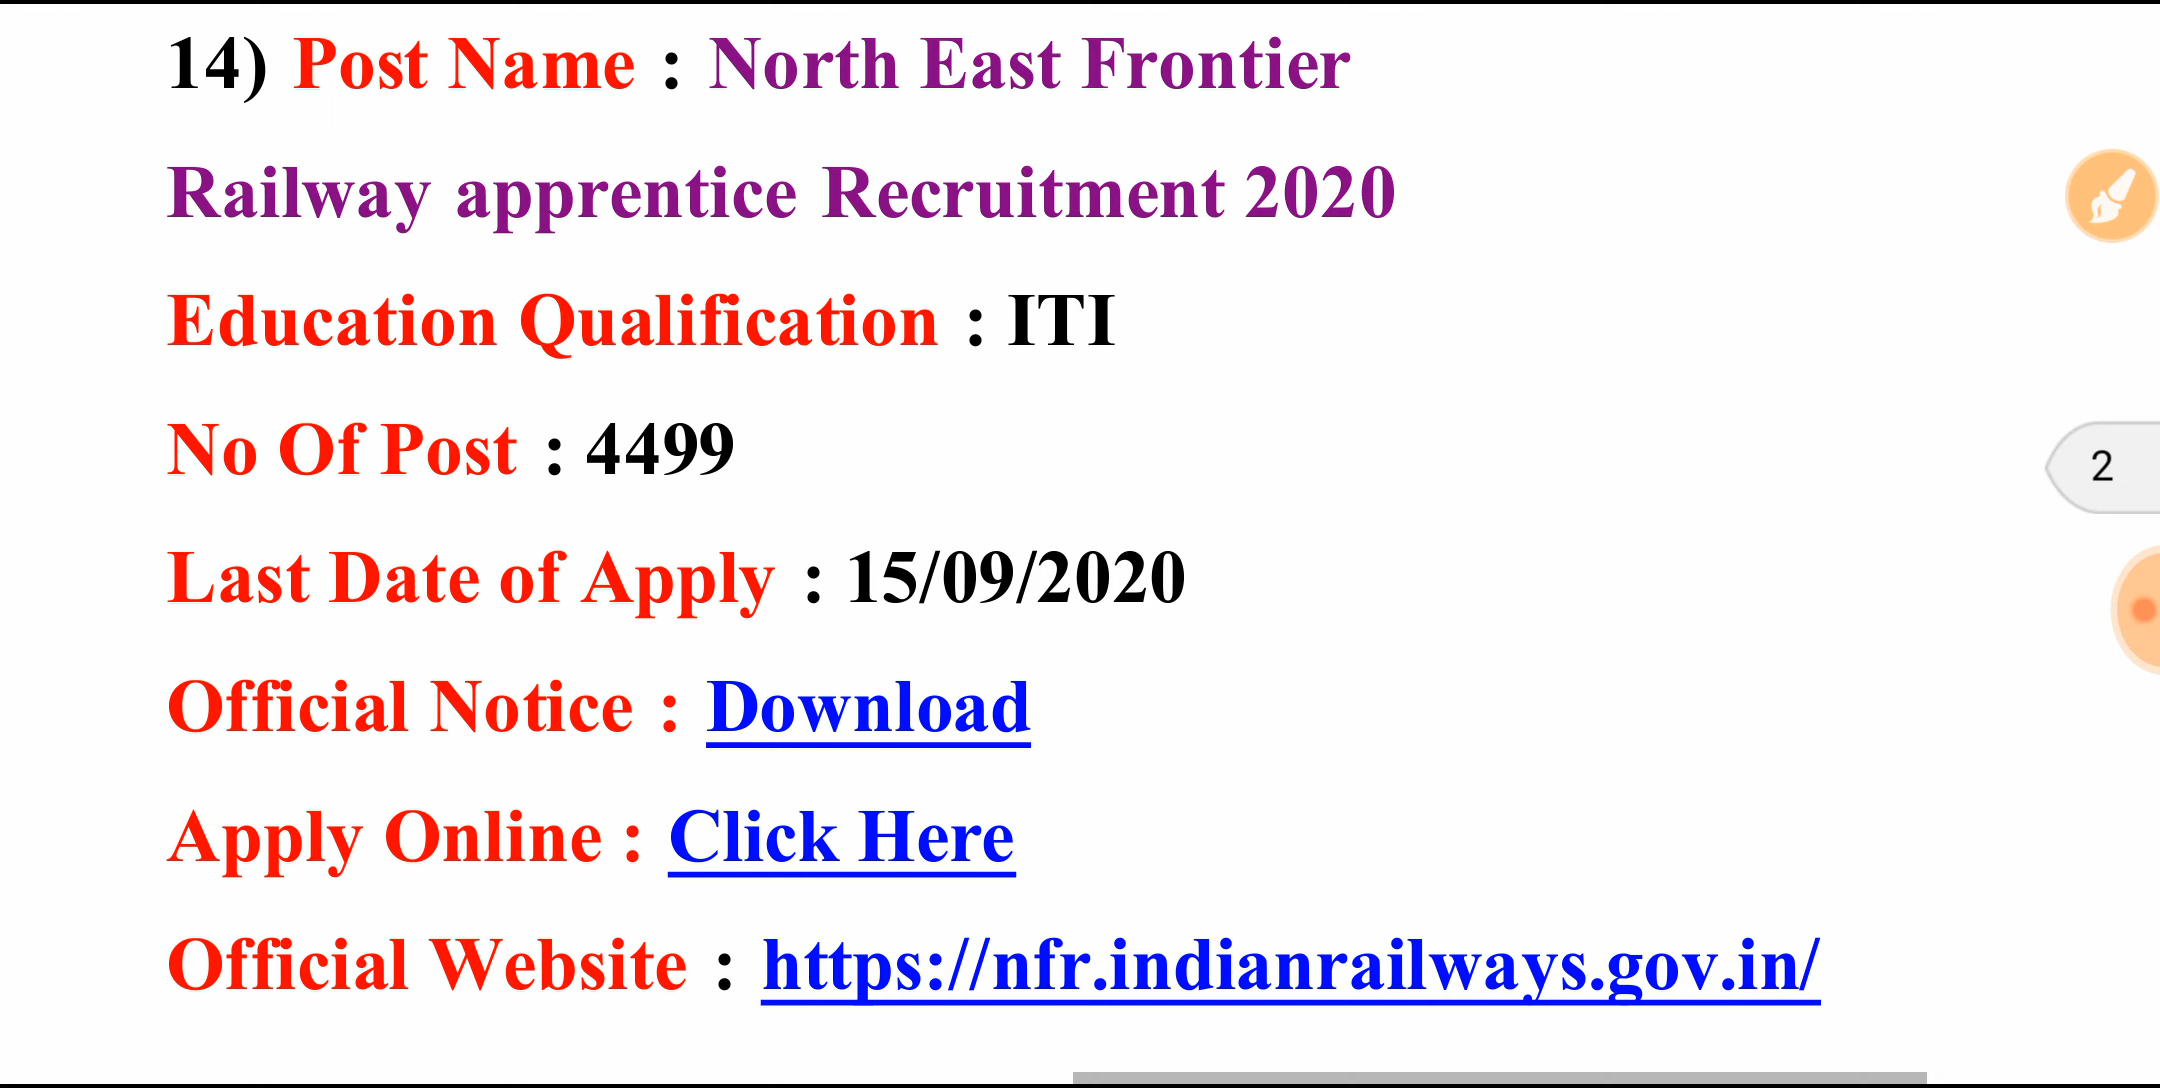 14) Post Name : North East Frontier
Railway apprentice Recruitment 2020
Education Qualification : ITI
No Of Post : 4499
2
Last Date of Apply : 15/09/2020
Official Notice : Download
Apply Online : Click Here
Official Website : https://nfr.indianrailways.gov.in/